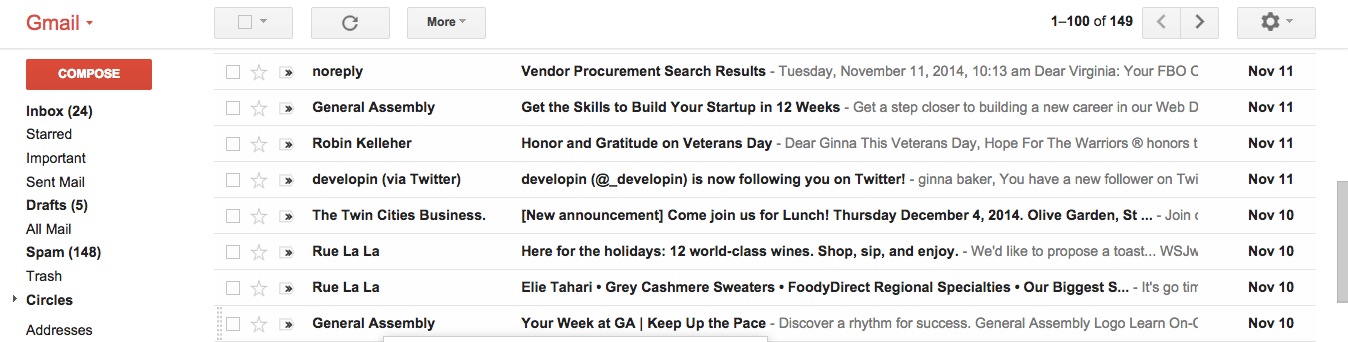 Gmail More 1–100 of 149
COMPOSE
Inbox (24)
Starred
Important
Sent Mail
Drafts (5)
All Mail
Spam (148)
Trash
Circles
Addresses
noreply Vendor Procurement Search Results - Tuesday, November 11, 2014, 10:13 am Dear Virginia: Your FBO C Nov 11
General Assembly Get the Skills to Build Your Startup in 12 Weeks - Get a step closer to building a new career in our Web D Nov 11
Robin Kelleher Honor and Gratitude on Veterans Day - Dear Ginna This Veterans Day, Hope For The Warriors ® honors t Nov 11
developin (via Twitter) developin (@_developin) is now following you on Twitter! - ginna baker, You have a new follower on Twi Nov 11
The Twin Cities Business. [New announcement] Come join us for Lunch! Thursday December 4, 2014. Olive Garden, St ... - Join c Nov 10
Rue La La Here for the holidays: 12 world-class wines. Shop, sip, and enjoy. - We'd like to propose a toast... WSJw Nov 10
Rue La La Elie Tahari • Grey Cashmere Sweaters • FoodyDirect Regional Specialties • Our Biggest S... - It's go tim Nov 10
General Assembly Your Week at GA | Keep Up the Pace - Discover a rhythm for success. General Assembly Logo Learn On-C Nov 10